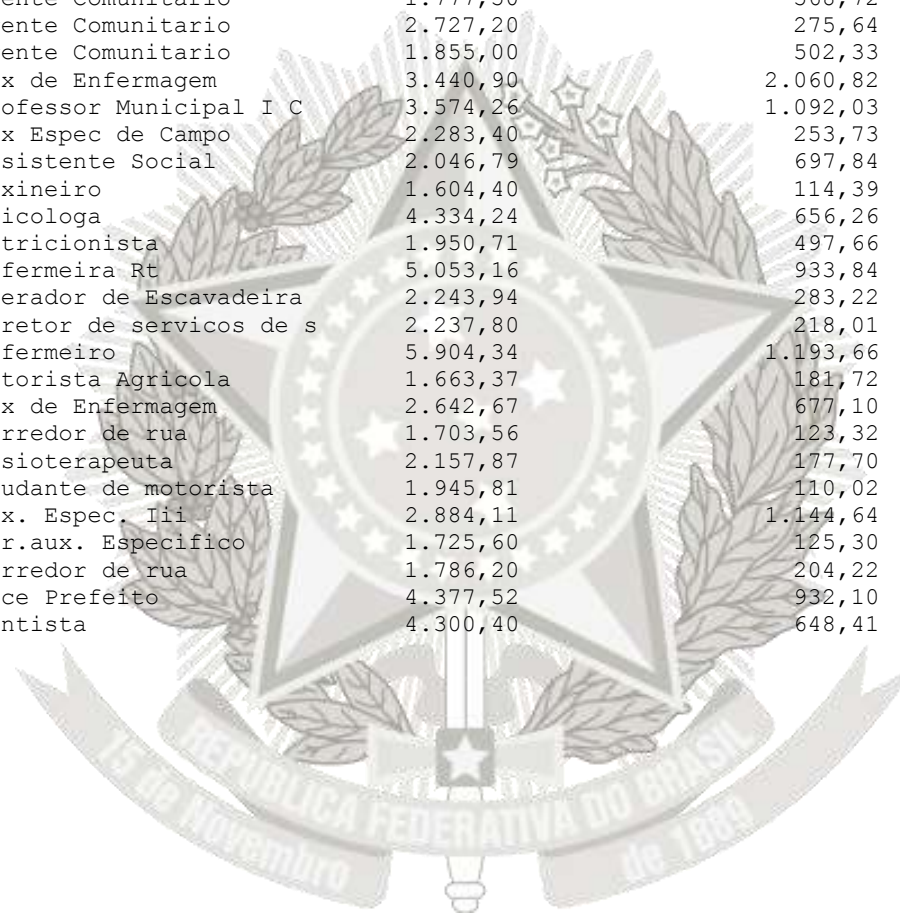 ente Comunitario 1.777,50 568,72
ente Comunitario 2.727,20 275,64
ente Comunitario 1.855,00 502,33
x de Enfermagem 3.440,90 2.060,82
ofessor Municipal I C 3.574,26 1.092,03
x Espec de Campo 2.283,40 253,73
sistente Social 2.046,79 697,84
xineiro 1.604,40 114,39
icologa 4.334,24 656,26
tricionista 1.950,71 497,66
fermeira Rt 5.053,16 933,84
erador de Escavadeira 2.243,94 283,22
retor de servicos de s 2.237,80 218,01
fermeiro 5.904,34 1.193,66
torista Agricola 1.663,37 181,72
x de Enfermagem 2.642,67 677,10
rredor de rua 1.703,56 123,32
sioterapeuta 2.157,87 177,70
udante de motorista 1.945,81 110,02
x. Espec. Iii 2.884,11 1.144,64
r.aux. Especifico 1.725,60 125,30
rredor de rua 1.786,20 204,22
ce Prefeito 4.377,52 932,10
ntista 4.300,40 648,41
REPÚBLICA FEDERATIVA DO BRASIL
15 de Novembro de 1889